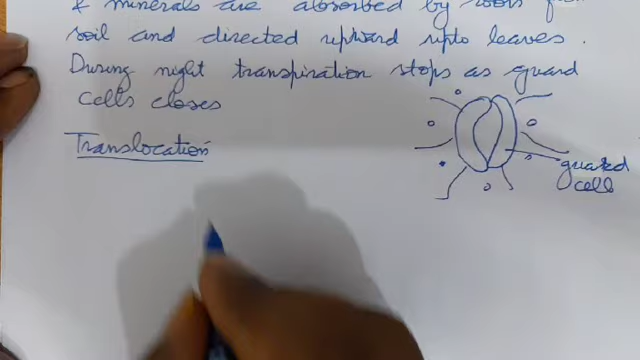 & minerals are absorbed by roots from
soil and directed upward upto leaves.
During night transpiration stops as guard
cells closes
Translocation
guard
cell